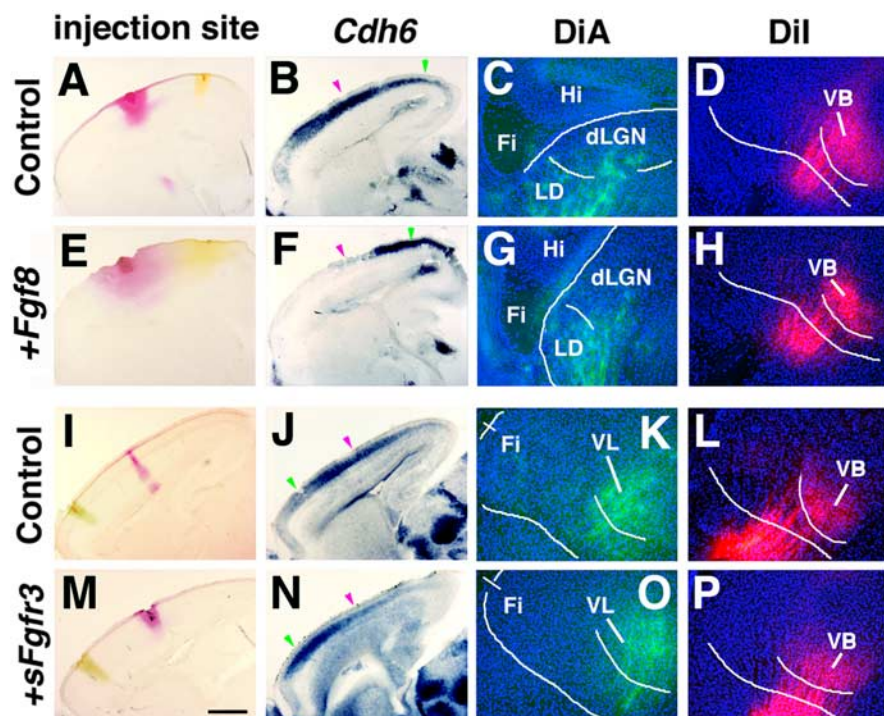 injection site Cdh6 DiA DiI
Control A B C Hi Fi dLGN LD D VB
+Fgf8 E F G Hi dLGN Fi LD H VB
Control I J Fi VL K L VB
+sFgfr3 M N Fi VL O P VB